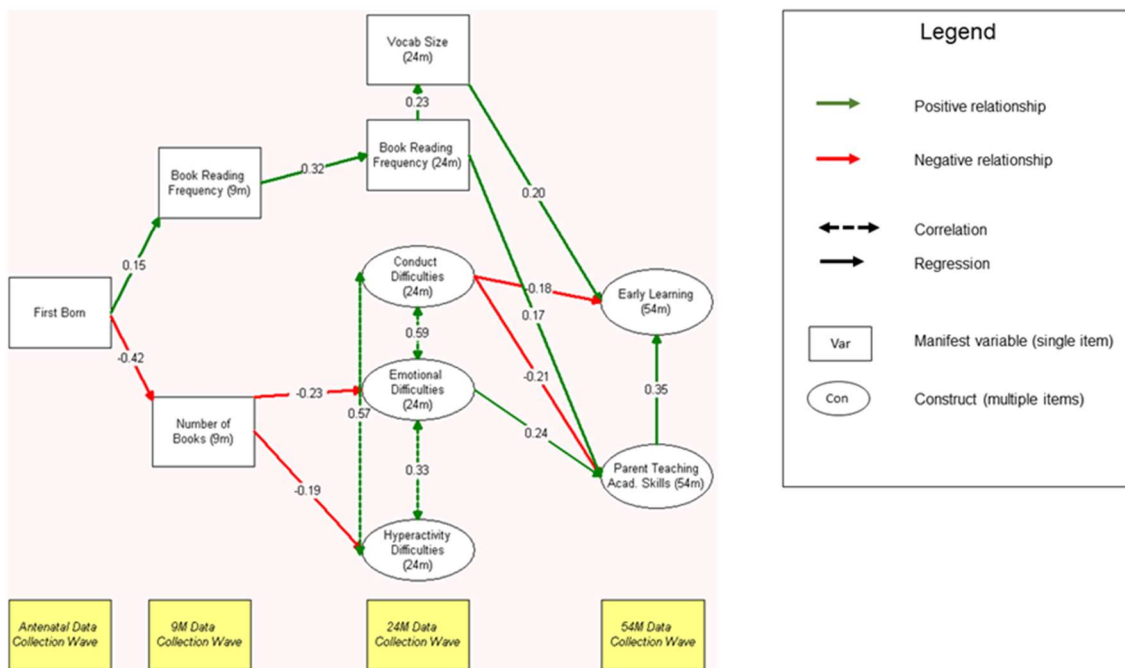 Vocab Size
(24m)
0.23
Book Reading
Frequency (24m)
Book Reading
Frequency (9m)
0.32
0.20
0.15
First Born
-0.42
Conduct
Difficulties
(24m)
-0.18
Early Learning
(54m)
0.17
0.59
-0.21
Emotional
Difficulties
(24m)
-0.23
0.57
0.35
Number of
Books (9m)
0.24
0.33
-0.19
Parent Teaching
Acad. Skills (54m)
Hyperactivity
Difficulties
(24m)
Antenatal Data
Collection Wave
9M Data
Collection Wave
24M Data
Collection Wave
54M Data
Collection Wave
Legend
Positive relationship
Negative relationship
Correlation
Regression
Var
Manifest variable (single item)
Con
Construct (multiple items)